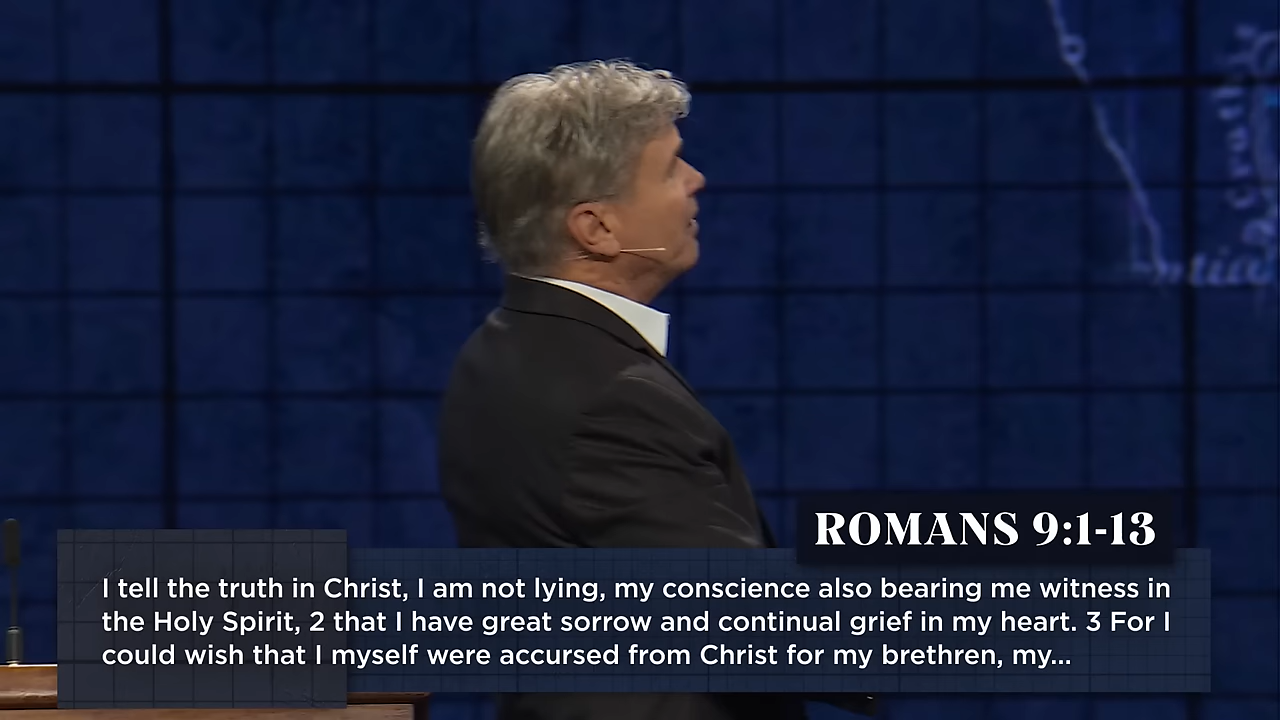 ROMANS 9:1-13
I tell the truth in Christ, I am not lying, my conscience also bearing me witness in
the Holy Spirit, 2 that I have great sorrow and continual grief in my heart. 3 For I
could wish that I myself were accursed from Christ for my brethren, my...